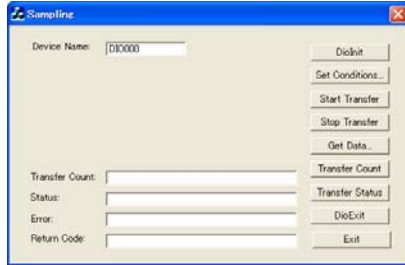 Sampling
Device Name: DIO000
DioInit
Set Conditions...
Start Transfer
Stop Transfer
Get Data...
Transfer Count:
Transfer Count
Status:
Transfer Status
Error:
DioExit
Return Code:
Exit